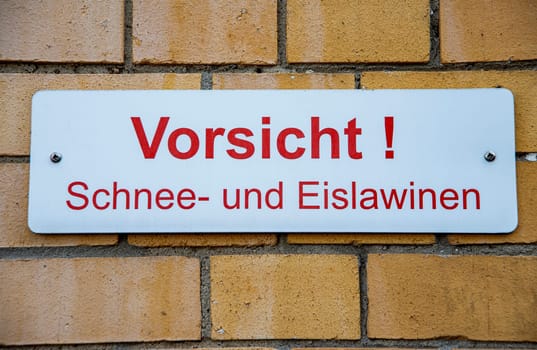 Vorsicht !
Schnee- und Eislawinen